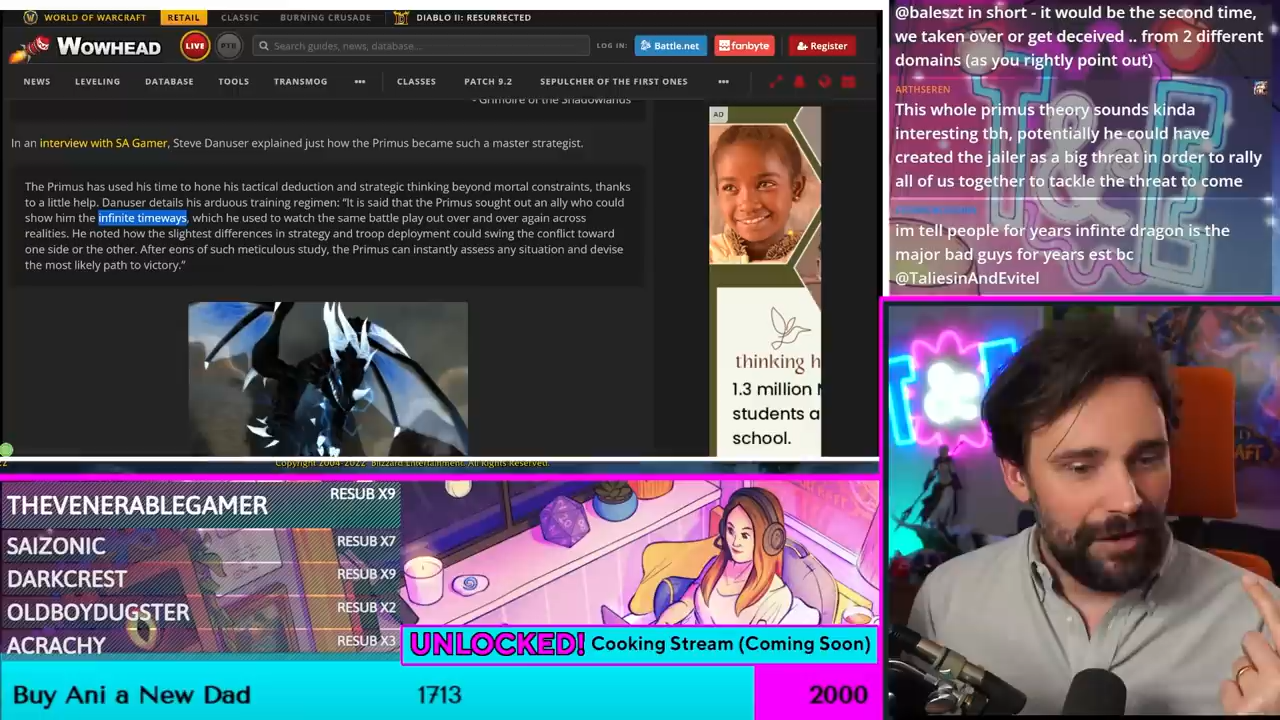 WORLD OF WARCRAFT RETAIL CLASSIC BURNING CRUSADE DIABLO II: RESURRECTED
WOWHEAD LIVE PTR Search guides, news, database... LOG IN: Battle.net fanbyte Register
NEWS LEVELING DATABASE TOOLS TRANSMOG ••• CLASSES PATCH 9.2 SEPULCHER OF THE FIRST ONES •••
- Grimoire of the Shadowlands
In an interview with SA Gamer, Steve Danuser explained just how the Primus became such a master strategist.
The Primus has used his time to hone his tactical deduction and strategic thinking beyond mortal constraints, thanks
to a little help. Danuser details his arduous training regimen: “It is said that the Primus sought out an ally who could
show him the infinite timeways, which he used to watch the same battle play out over and over again across
realities. He noted how the slightest differences in strategy and troop deployment could swing the conflict toward
one side or the other. After eons of such meticulous study, the Primus can instantly assess any situation and devise
the most likely path to victory.”
AD
thinking h
1.3 million
students a
school.
Copyright 2004-2022 Blizzard Entertainment. All Rights Reserved.
@baleszt in short - it would be the second time,
we taken over or get deceived .. from 2 different
domains (as you rightly point out)
ARTHSEREN
This whole primus theory sounds kinda
interesting tbh, potentially he could have
created the jailer as a big threat in order to rally
all of us together to tackle the threat to come
im tell people for years infinte dragon is the
major bad guys for years est bc
@TaliesinAndEvitel
THEVENERABLEGAMER RESUB X9
SAIZONIC RESUB X7
DARKCREST RESUB X9
OLDBOYDUGSTER RESUB X2
ACRACHY RESUB X3
UNLOCKED! Cooking Stream (Coming Soon)
Buy Ani a New Dad 1713 2000